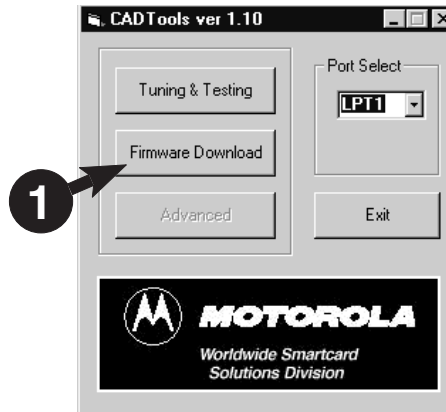 CADTools ver 1.10
Port Select
Tuning & Testing
LPT1
Firmware Download
1
Advanced
Exit
MOTOROLA
Worldwide Smartcard
Solutions Division